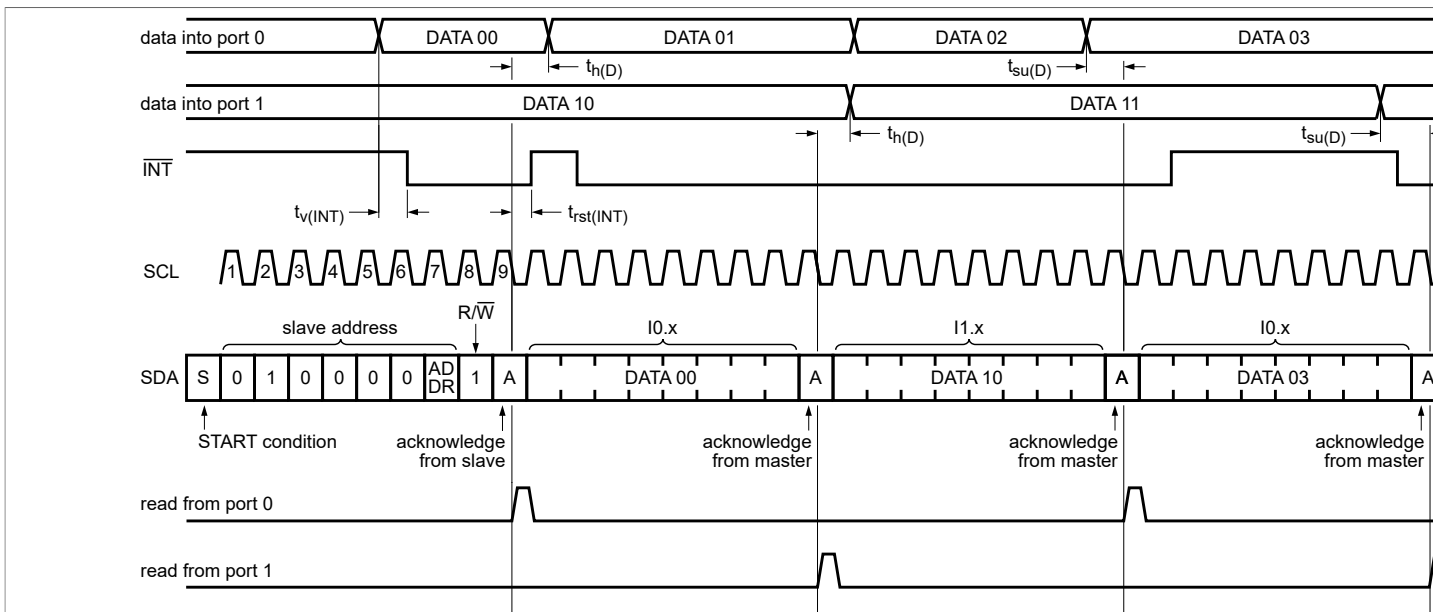 data into port 0 DATA 00 DATA 01 DATA 02 DATA 03
th(D) tsu(D)
data into port 1 DATA 10 DATA 11
th(D) tsu(D)
INT
tv(INT) trst(INT)
SCL 1 2 3 4 5 6 7 8 9
R/W
slave address I0.x I1.x I0.x
SDA S 0 1 0 0 0 0 AD DR 1 A DATA 00 A DATA 10 A DATA 03 A
START condition acknowledge from slave acknowledge from master acknowledge from master acknowledge from master
read from port 0
read from port 1